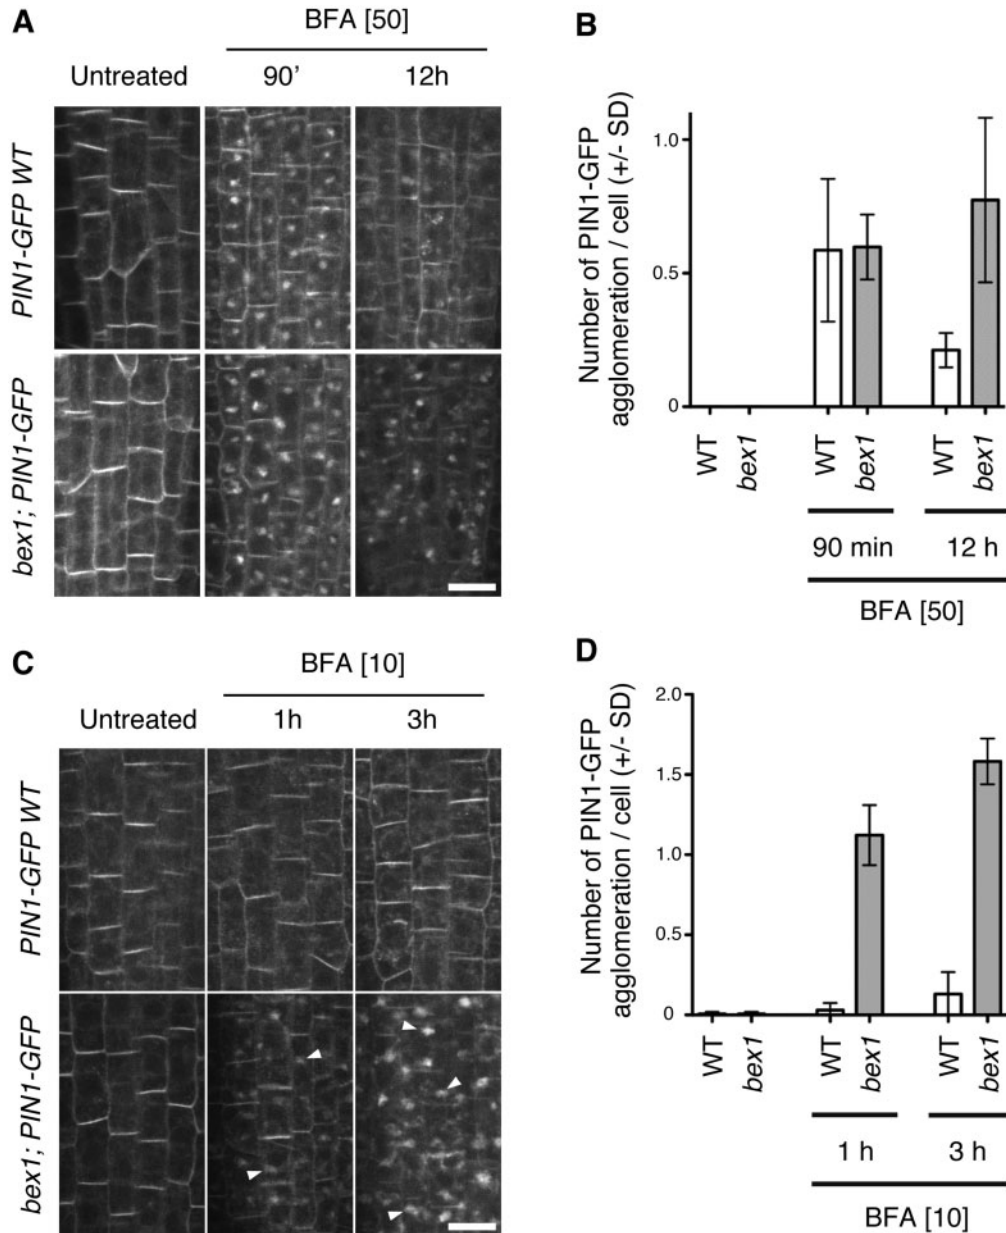 A
BFA [50]
Untreated
90’
12h
PIN1-GFP WT
bex1; PIN1-GFP
B
Number of PIN1-GFP
agglomeration / cell (+/- SD)
1.0
0.5
0
WT
bex1
WT
bex1
WT
bex1
90 min
12 h
BFA [50]
C
BFA [10]
Untreated
1h
3h
PIN1-GFP WT
bex1; PIN1-GFP
D
Number of PIN1-GFP
agglomeration / cell (+/- SD)
2.0
1.5
1.0
0.5
0
WT
bex1
WT
bex1
WT
bex1
1 h
3 h
BFA [10]